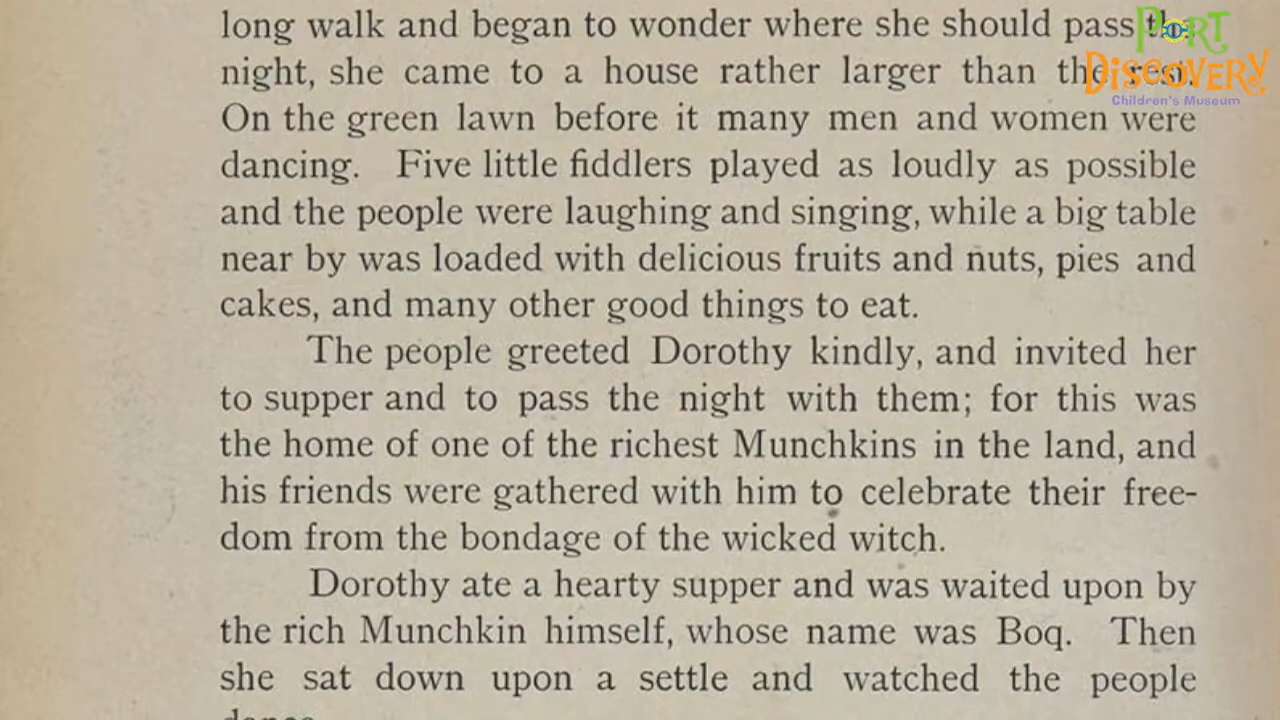 long walk and began to wonder where she should pass the
night, she came to a house rather larger than the rest.
On the green lawn before it many men and women were
dancing. Five little fiddlers played as loudly as possible
and the people were laughing and singing, while a big table
near by was loaded with delicious fruits and nuts, pies and
cakes, and many other good things to eat.
The people greeted Dorothy kindly, and invited her
to supper and to pass the night with them; for this was
the home of one of the richest Munchkins in the land, and
his friends were gathered with him to celebrate their free-
dom from the bondage of the wicked witch.
Dorothy ate a hearty supper and was waited upon by
the rich Munchkin himself, whose name was Boq. Then
she sat down upon a settle and watched the people
PORT
DISCOVERY
Children's Museum